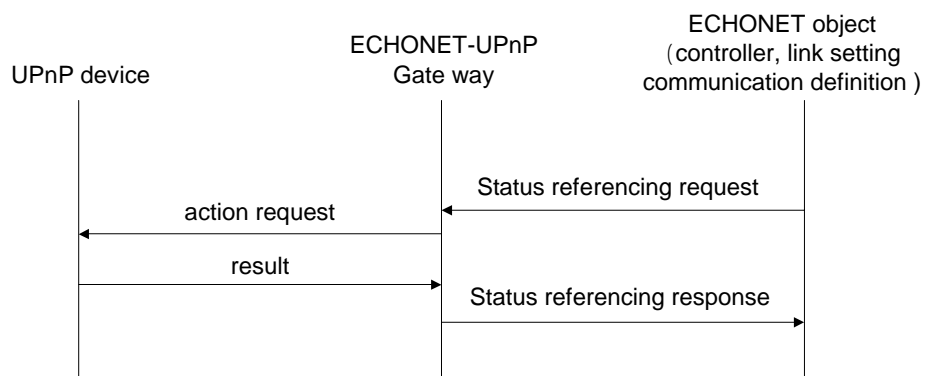 UPnP device
ECHONET-UPnP
Gate way
ECHONET object
(controller, link setting
communication definition )
Status referencing request
action request
result
Status referencing response